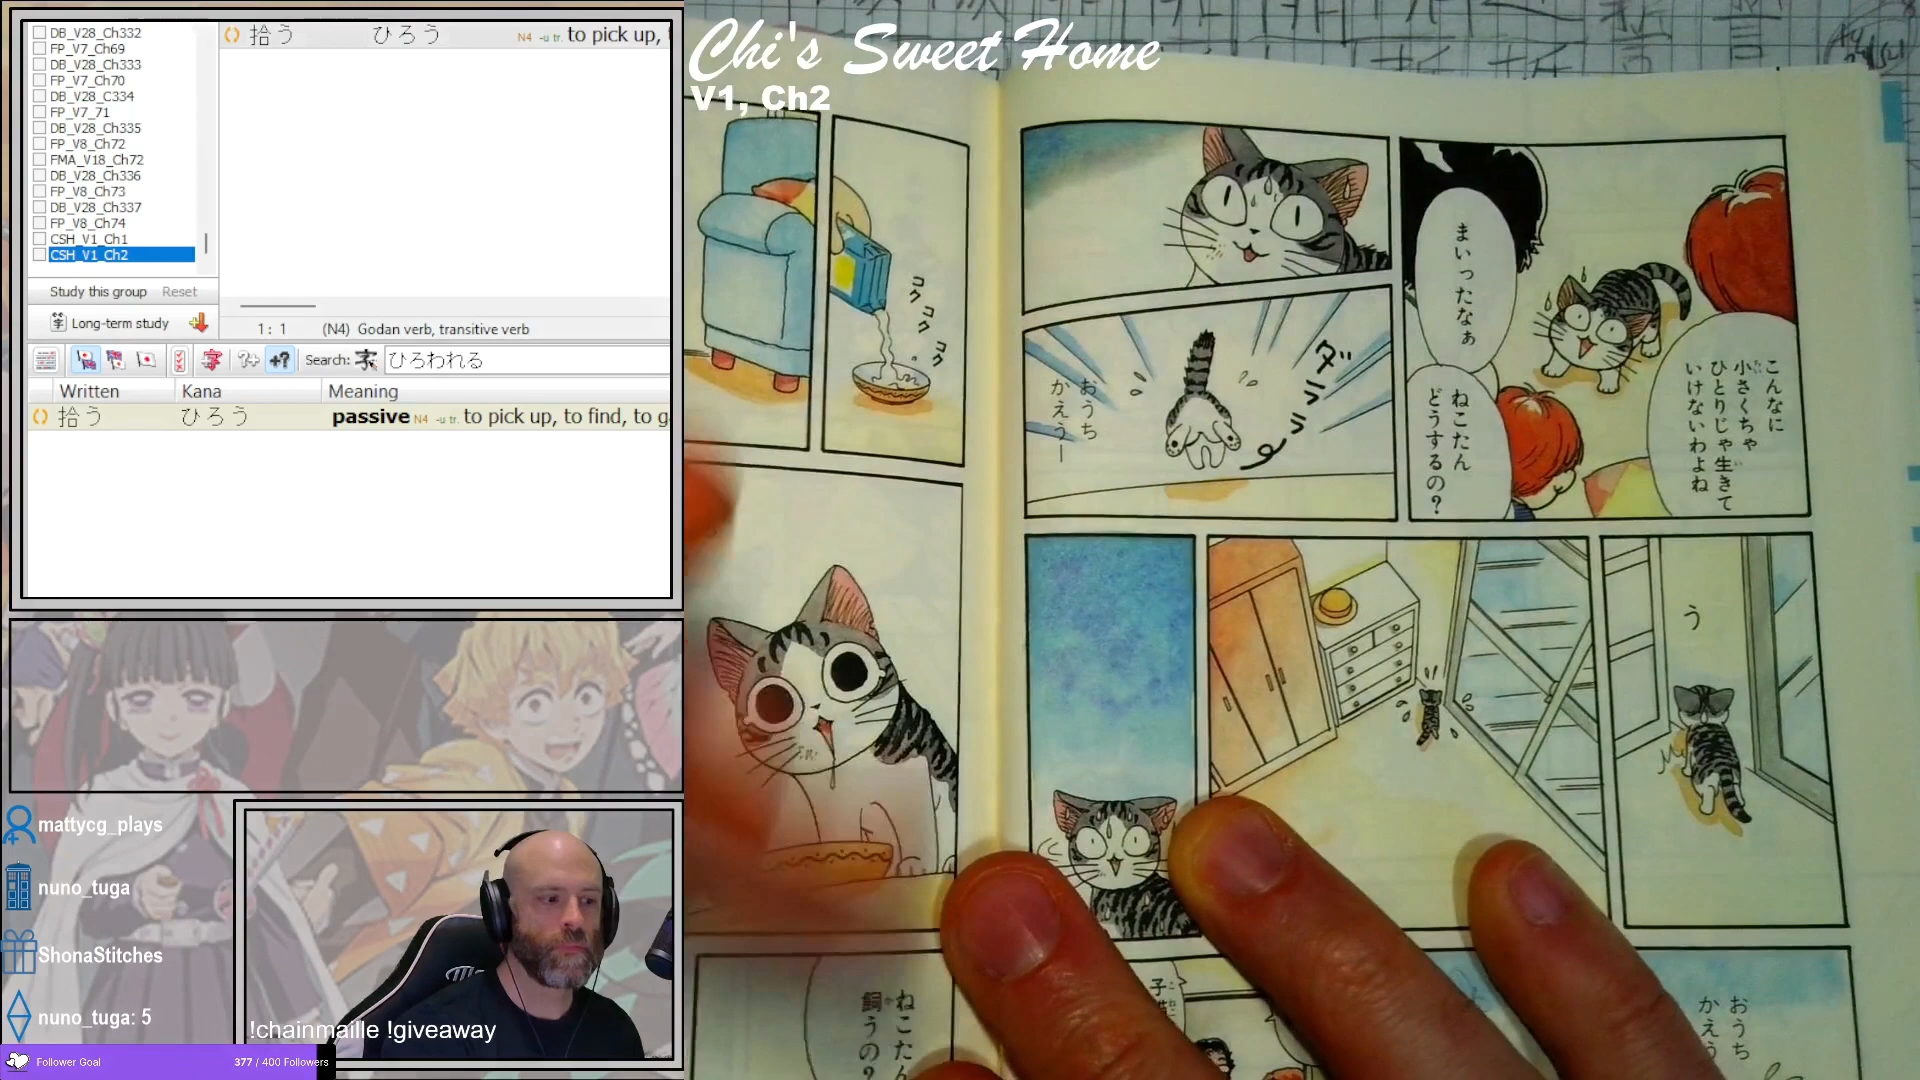 DB_V28_Ch332
FP_V7_Ch69
DB_V28_Ch333
FP_V7_Ch70
DB_V28_C334
FP_V7_71
DB_V28_Ch335
FP_V8_Ch72
FMA_V18_Ch72
DB_V28_Ch336
FP_V8_Ch73
DB_V28_Ch337
FP_V8_Ch74
CSH_V1_Ch1
CSH_V1_Ch2
Study this group Reset
Long-term study
拾う ひろう N4 -u tr. to pick up,
1: 1 (N4) Godan verb, transitive verb
Search: 字 ひろわれる
Written Kana Meaning
拾う ひろう passive N4 -u tr. to pick up, to find, to g
mattycg_plays
nuno_tuga
ShonaStitches
nuno_tuga: 5
!chainmaille !giveaway
Follower Goal 377 / 400 Followers
Chi's Sweet Home
V1, Ch2
こんなに
小さくちゃ
ひとりじゃ生きて
いけないわよね
まいったなぁ
ねこたん
どうするの?
ダララ
おうち
かえうー
う
おうち
かえう
コク
コク
コク
ねこたん
飼うの?